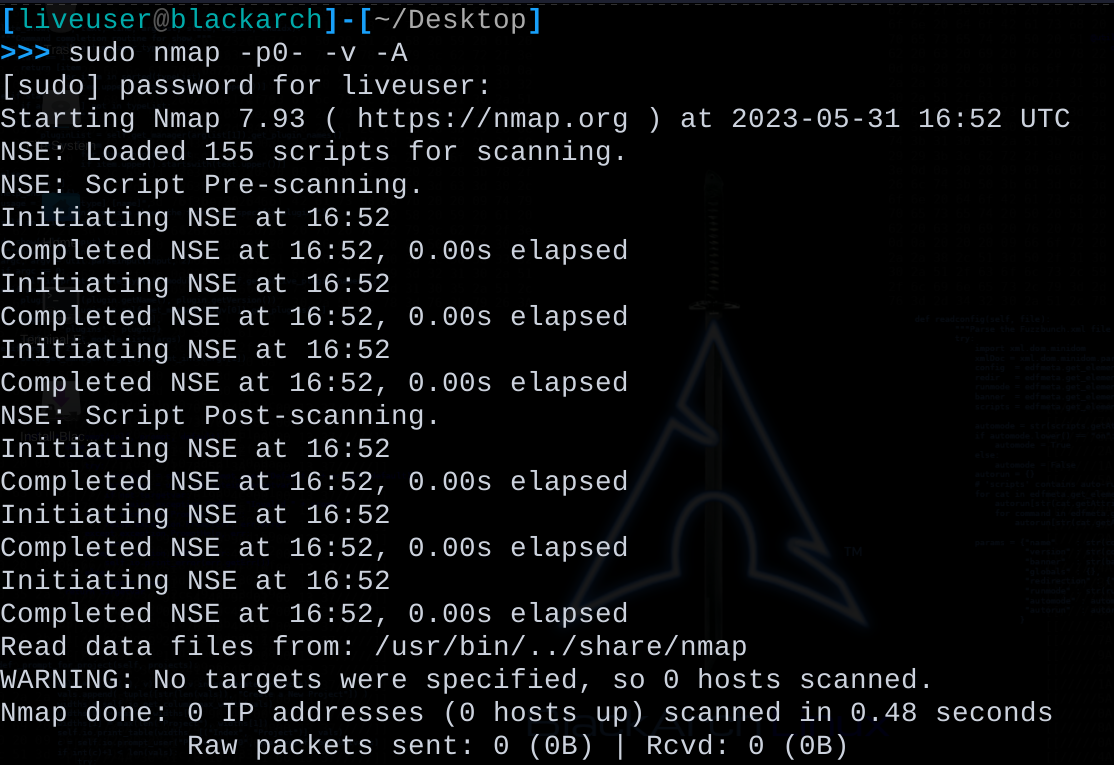 [liveuser@blackarch]-[~/Desktop]
>>> sudo nmap -p0- -v -A
[sudo] password for liveuser:
Starting Nmap 7.93 ( https://nmap.org ) at 2023-05-31 16:52 UTC
NSE: Loaded 155 scripts for scanning.
NSE: Script Pre-scanning.
Initiating NSE at 16:52
Completed NSE at 16:52, 0.00s elapsed
Initiating NSE at 16:52
Completed NSE at 16:52, 0.00s elapsed
Initiating NSE at 16:52
Completed NSE at 16:52, 0.00s elapsed
NSE: Script Post-scanning.
Initiating NSE at 16:52
Completed NSE at 16:52, 0.00s elapsed
Initiating NSE at 16:52
Completed NSE at 16:52, 0.00s elapsed
Initiating NSE at 16:52
Completed NSE at 16:52, 0.00s elapsed
Read data files from: /usr/bin/../share/nmap
WARNING: No targets were specified, so 0 hosts scanned.
Nmap done: 0 IP addresses (0 hosts up) scanned in 0.48 seconds
Raw packets sent: 0 (0B) | Rcvd: 0 (0B)